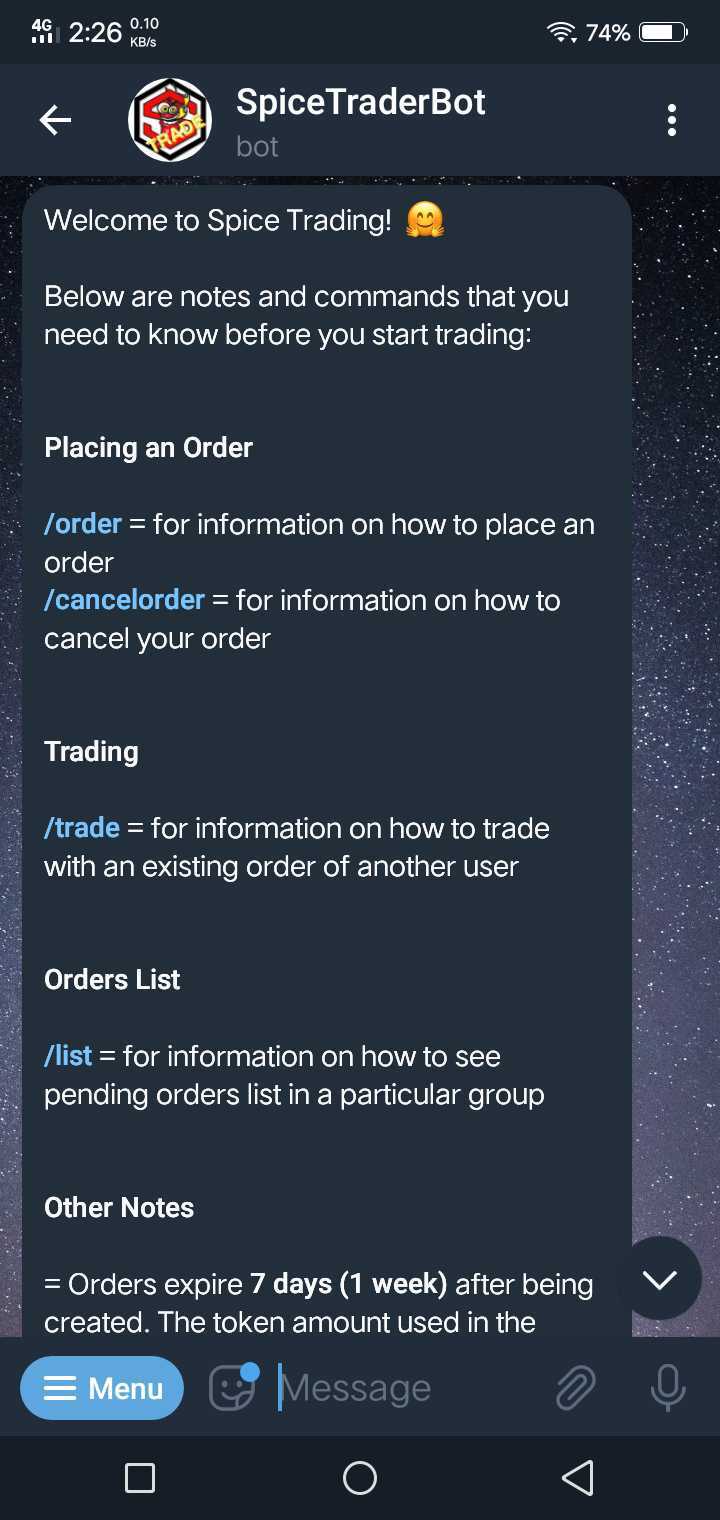 4G 2:26 0.10 KB/s 74%
SpiceTraderBot
TRADE
bot
Welcome to Spice Trading! 🤗
Below are notes and commands that you
need to know before you start trading:
Placing an Order
/order = for information on how to place an
order
/cancelorder = for information on how to
cancel your order
Trading
/trade = for information on how to trade
with an existing order of another user
Orders List
/list = for information on how to see
pending orders list in a particular group
Other Notes
= Orders expire 7 days (1 week) after being
created. The token amount used in the
Menu Message